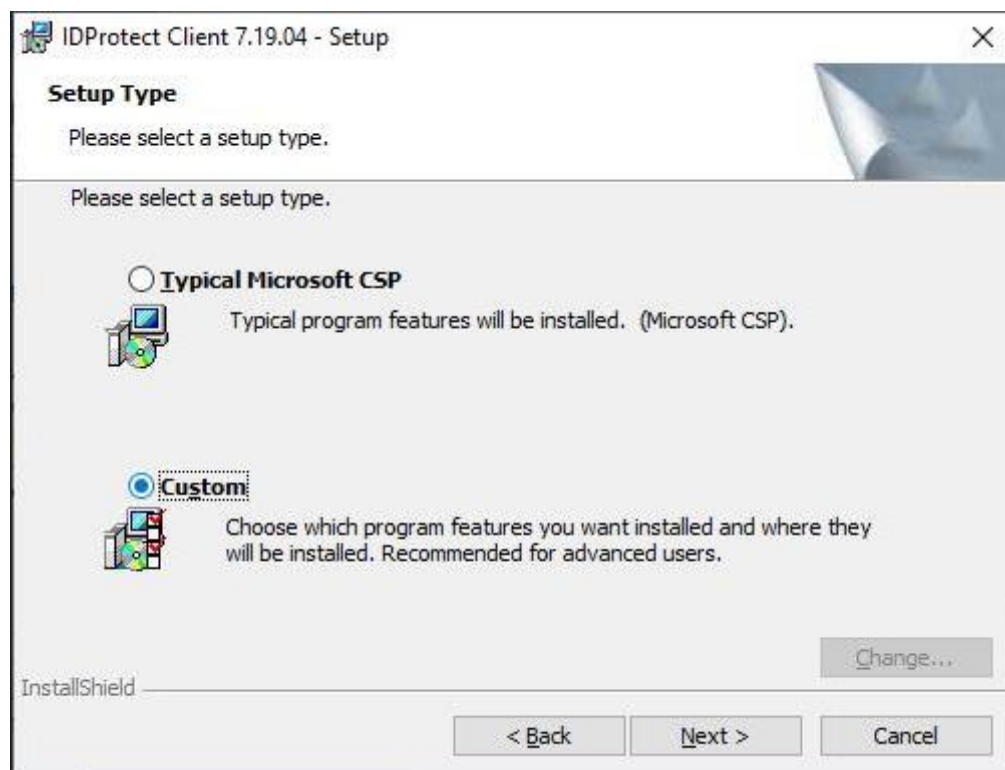 IDProtect Client 7.19.04 - Setup
Setup Type
Please select a setup type.
Please select a setup type.
Typical Microsoft CSP
Typical program features will be installed. (Microsoft CSP).
Custom
Choose which program features you want installed and where they
will be installed. Recommended for advanced users.
Change...
InstallShield
< Back
Next >
Cancel